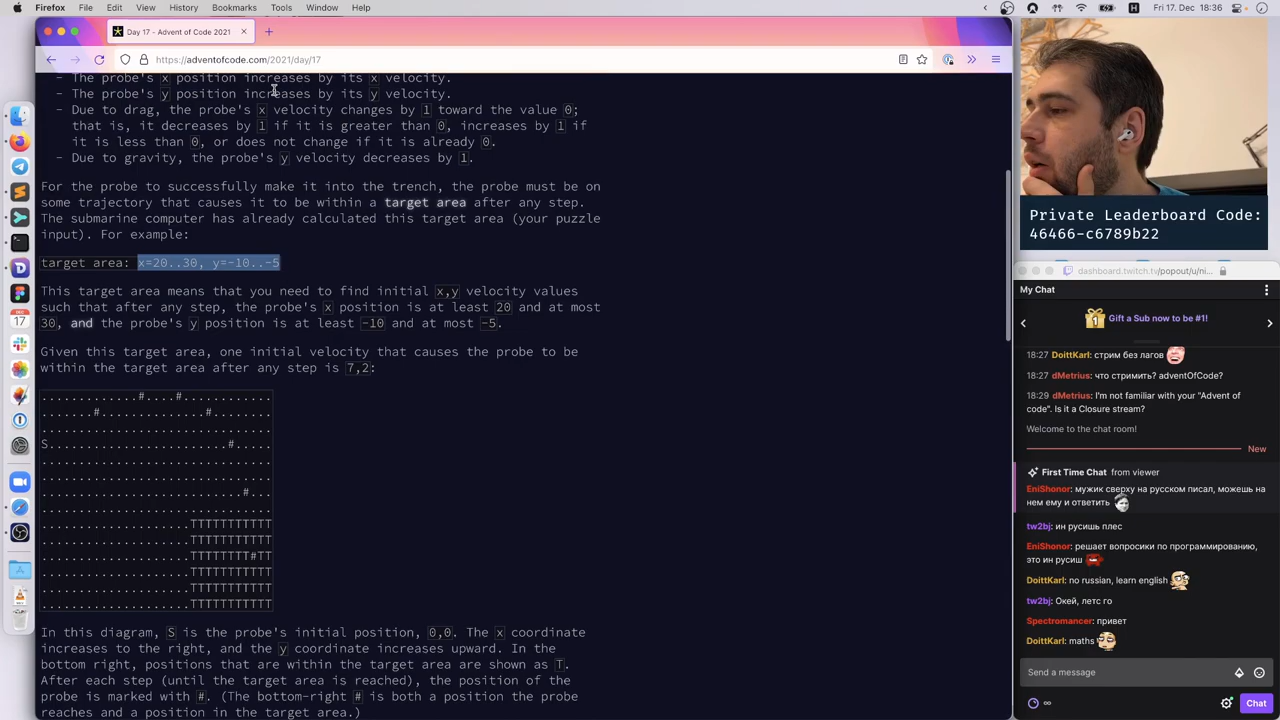 Firefox File Edit View History Bookmarks Tools Window Help
Fri 17. Dec 18:36
Day 17 - Advent of Code 2021
https://adventofcode.com/2021/day/17
- The probe's x position increases by its x velocity.
- The probe's y position increases by its y velocity.
- Due to drag, the probe's x velocity changes by 1 toward the value 0;
that is, it decreases by 1 if it is greater than 0, increases by 1 if
it is less than 0, or does not change if it is already 0.
- Due to gravity, the probe's y velocity decreases by 1.
For the probe to successfully make it into the trench, the probe must be on
some trajectory that causes it to be within a target area after any step.
The submarine computer has already calculated this target area (your puzzle
input). For example:
target area: x=20..30, y=-10..-5
This target area means that you need to find initial x,y velocity values
such that after any step, the probe's x position is at least 20 and at most
30, and the probe's y position is at least -10 and at most -5.
Given this target area, one initial velocity that causes the probe to be
within the target area after any step is 7,2:
.............#....#............
.......#..............#........
...............................
S........................#.....
...............................
...............................
...........................#...
...............................
....................TTTTTTTTTTT
....................TTTTTTTTTTT
....................TTTTTTTT#TT
....................TTTTTTTTTTT
....................TTTTTTTTTTT
....................TTTTTTTTTTT
In this diagram, S is the probe's initial position, 0,0. The x coordinate
increases to the right, and the y coordinate increases upward. In the
bottom right, positions that are within the target area are shown as T.
After each step (until the target area is reached), the position of the
probe is marked with #. (The bottom-right # is both a position the probe
reaches and a position in the target area.)
DEC
17
Private Leaderboard Code:
46466-c6789b22
dashboard.twitch.tv/popout/u/ni...
My Chat
1
Gift a Sub now to be #1!
18:27 DoittKarl: стрим без лагов
18:27 dMetrius: что стримить? adventOfCode?
18:29 dMetrius: I'm not familiar with your "Advent of
code". Is it a Closure stream?
Welcome to the chat room!
New
First Time Chat from viewer
EniShonor: мужик сверху на русском писал, можешь на
нем ему и ответить
tw2bj: ин русишь плес
EniShonor: решает вопросики по программированию,
это ин русиш
DoittKarl: no russian, learn english
tw2bj: Окей, летс го
Spectromancer: привет
DoittKarl: maths
Send a message
Chat